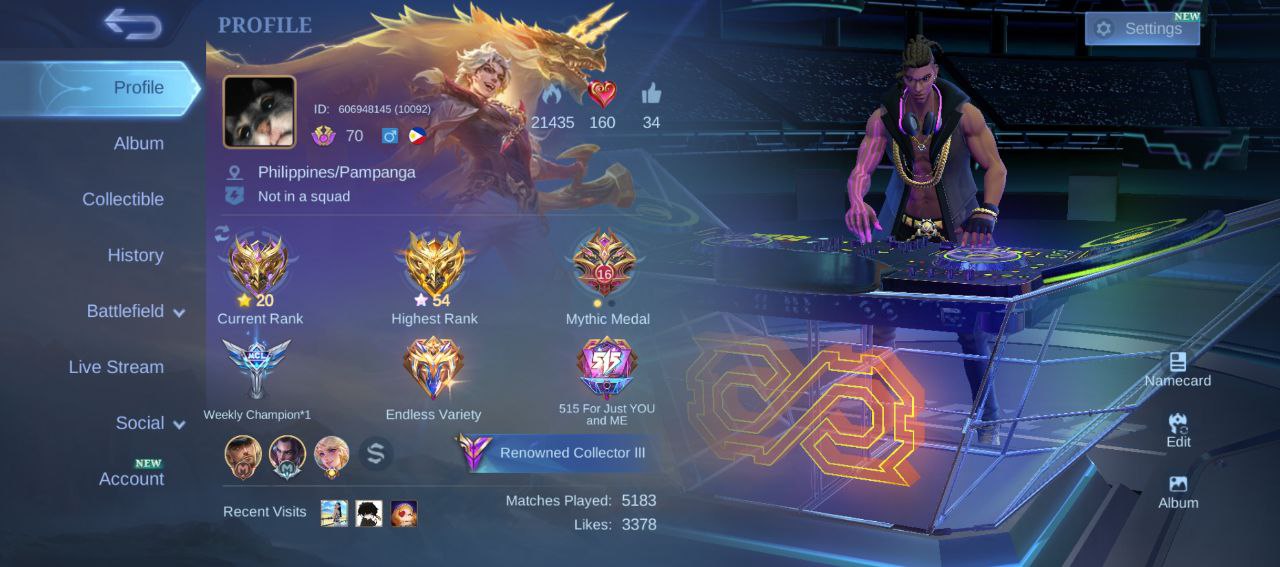 PROFILE
NEW
Settings
Profile
Album
Collectible
History
Battlefield
Live Stream
Social
NEW
Account
ID: 606948145 (10092)
70
21435 160 34
Philippines/Pampanga
Not in a squad
20
Current Rank
54
Highest Rank
16
Mythic Medal
MCL
Weekly Champion*1
Endless Variety
515
515 For Just YOU
and ME
M
M
Renowned Collector III
Recent Visits
Matches Played: 5183
Likes: 3378
Namecard
Edit
Album